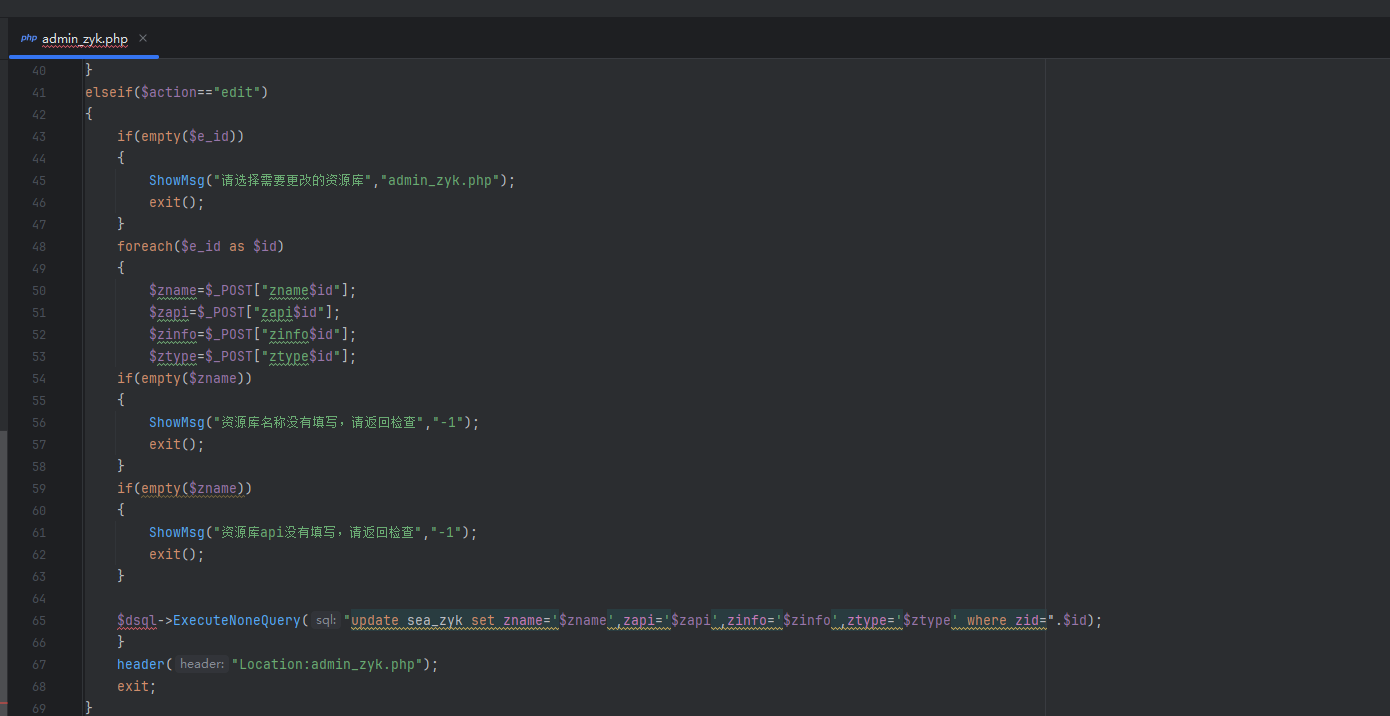 php admin_zyk.php ×
40 }
41 elseif($action=="edit")
42 {
43 if(empty($e_id))
44 {
45 ShowMsg("请选择需要更改的资源库","admin_zyk.php");
46 exit();
47 }
48 foreach($e_id as $id)
49 {
50 $zname=$_POST["zname$id"];
51 $zapi=$_POST["zapi$id"];
52 $zinfo=$_POST["zinfo$id"];
53 $ztype=$_POST["ztype$id"];
54 if(empty($zname))
55 {
56 ShowMsg("资源库名称没有填写，请返回检查","-1");
57 exit();
58 }
59 if(empty($zname))
60 {
61 ShowMsg("资源库api没有填写，请返回检查","-1");
62 exit();
63 }
64
65 $dsql->ExecuteNoneQuery( sql: "update sea_zyk set zname='$zname',zapi='$zapi',zinfo='$zinfo',ztype='$ztype' where zid=".$id);
66 }
67 header( header: "Location:admin_zyk.php");
68 exit;
69 }